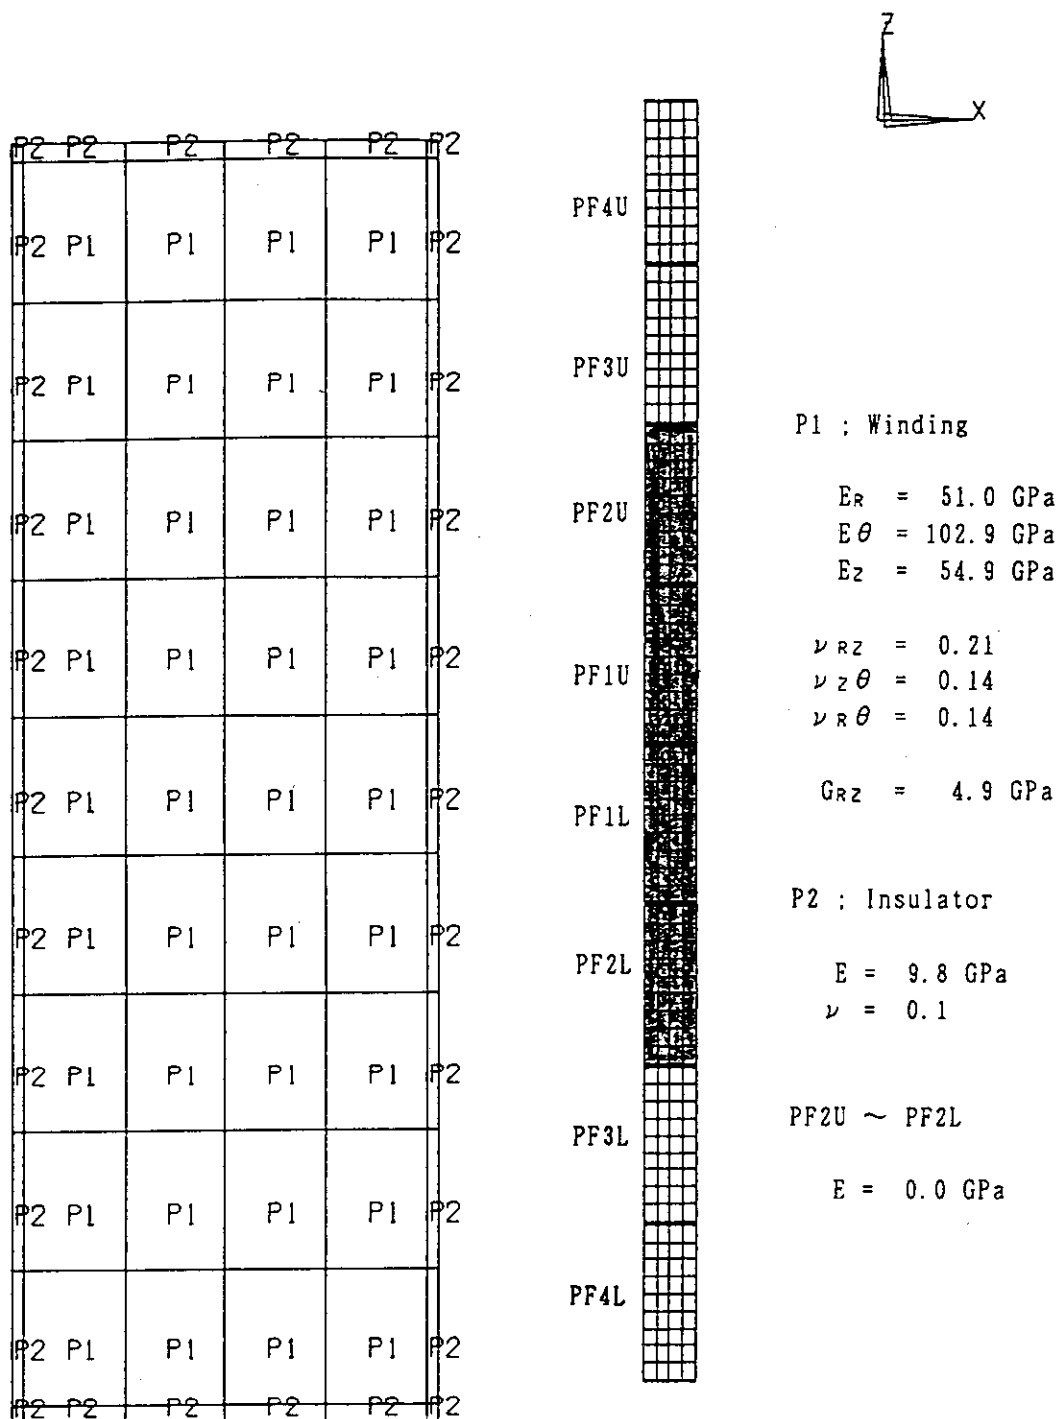 Z
X
P2 P2 P2 P2 P2 P2
P2 P1 P1 P1 P1 P2
P2 P1 P1 P1 P1 P2
P2 P1 P1 P1 P1 P2
P2 P1 P1 P1 P1 P2
P2 P1 P1 P1 P1 P2
P2 P1 P1 P1 P1 P2
P2 P1 P1 P1 P1 P2
P2 P1 P1 P1 P1 P2
P2 P1 P1 P1 P1 P2
P2 P2 P2 P2 P2 P2
PF4U
PF3U
PF2U
PF1U
PF1L
PF2L
PF3L
PF4L
P1 ; Winding
ER = 51.0 GPa
Eθ = 102.9 GPa
Ez = 54.9 GPa
νRZ = 0.21
νzθ = 0.14
νRθ = 0.14
GRZ = 4.9 GPa
P2 ; Insulator
E = 9.8 GPa
ν = 0.1
PF2U ~ PF2L
E = 0.0 GPa